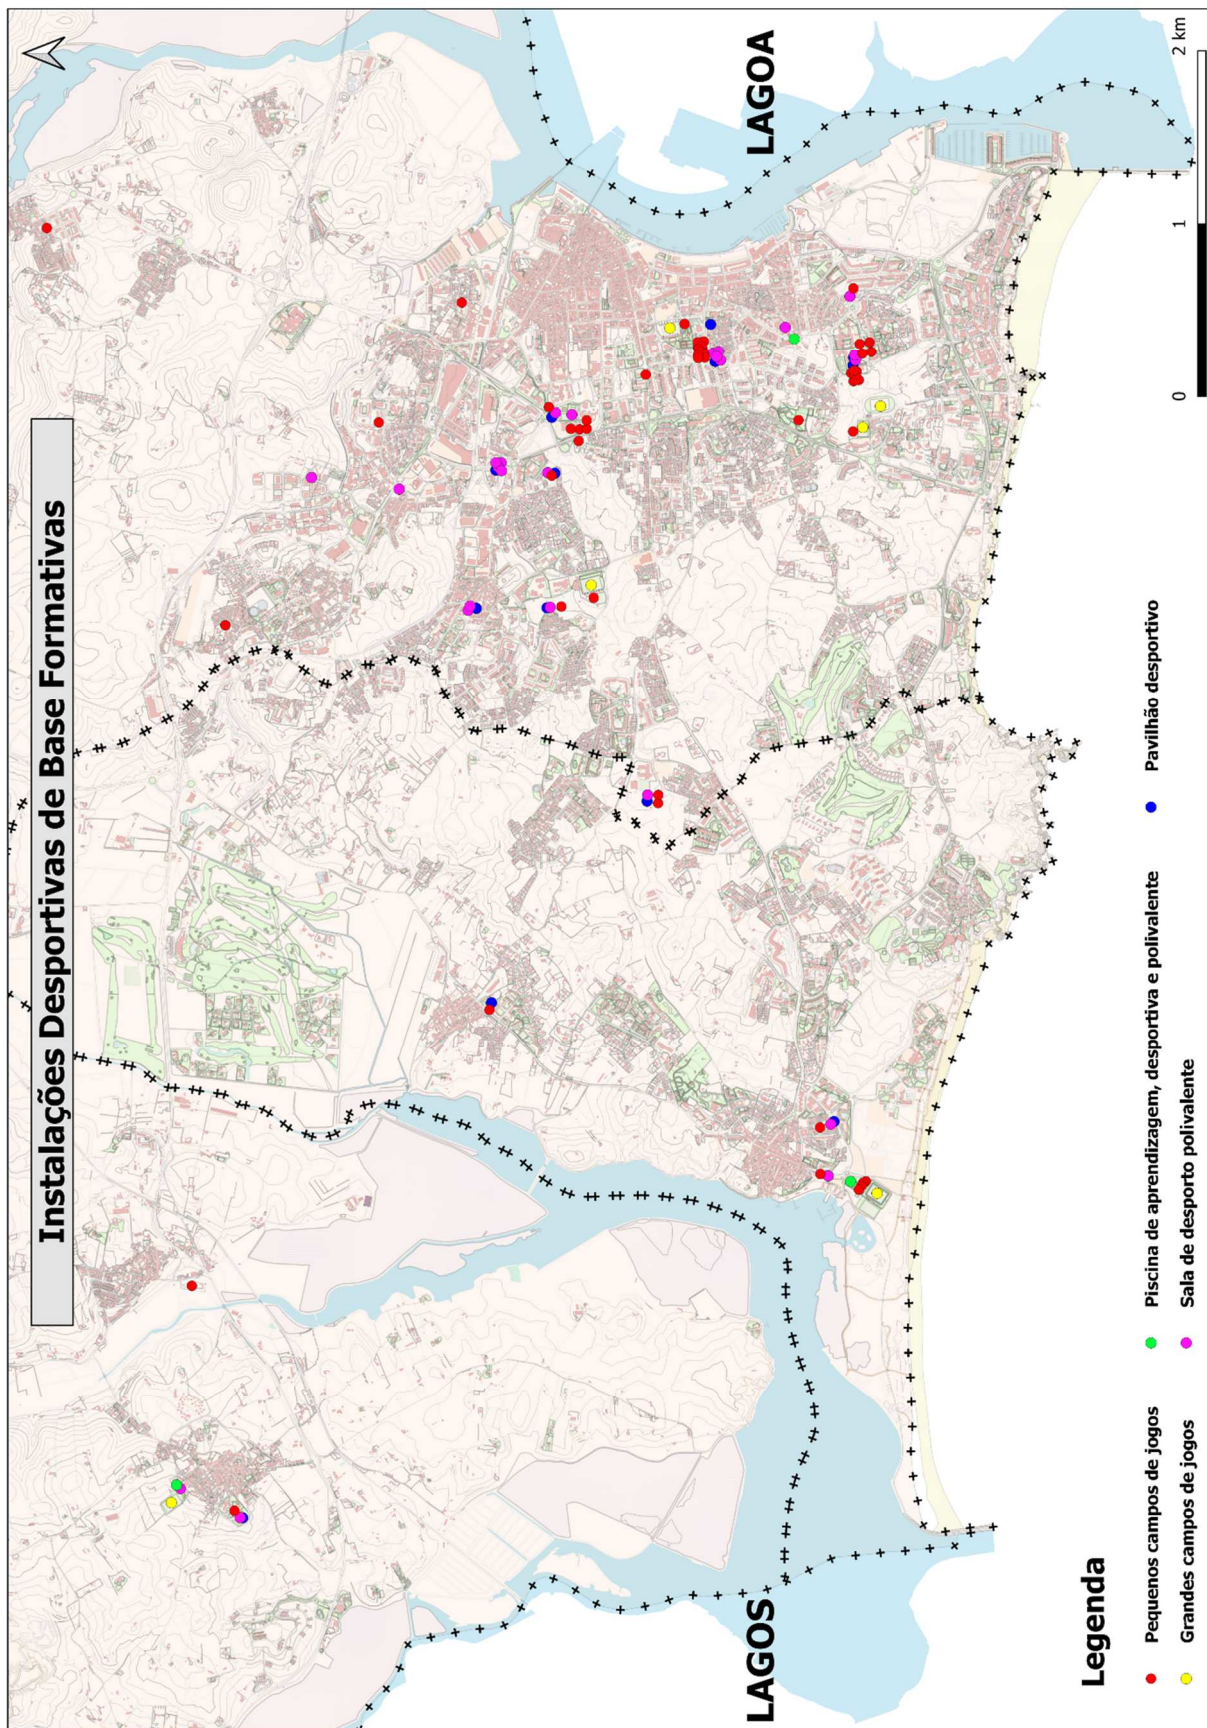 Instalações Desportivas de Base Formativas
LAGOS
LAGOA
Legenda
Pequenos campos de jogos
Piscina de aprendizagem, desportiva e polivalente
Pavilhão desportivo
Grandes campos de jogos
Sala de desporto polivalente
0
1
2 km